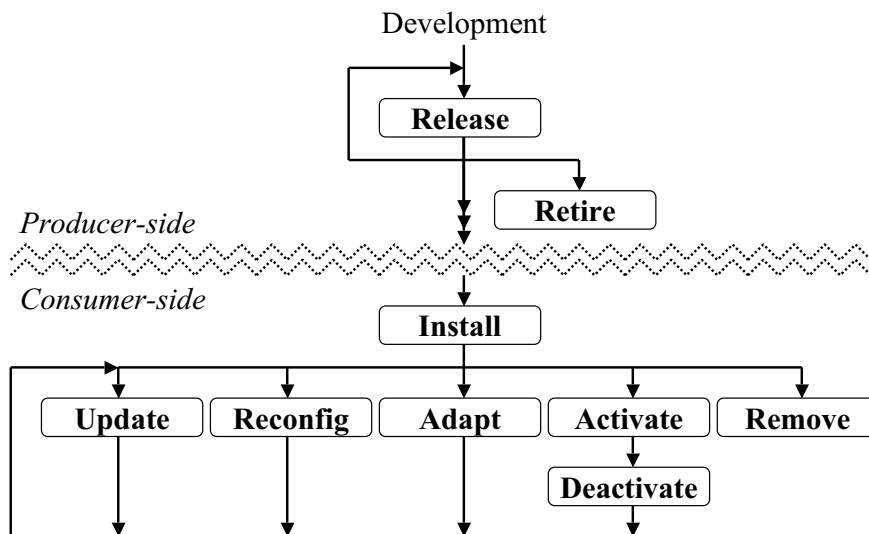 Development
Release
Retire
Producer-side
Consumer-side
Install
Update Reconfig Adapt Activate Remove
Deactivate